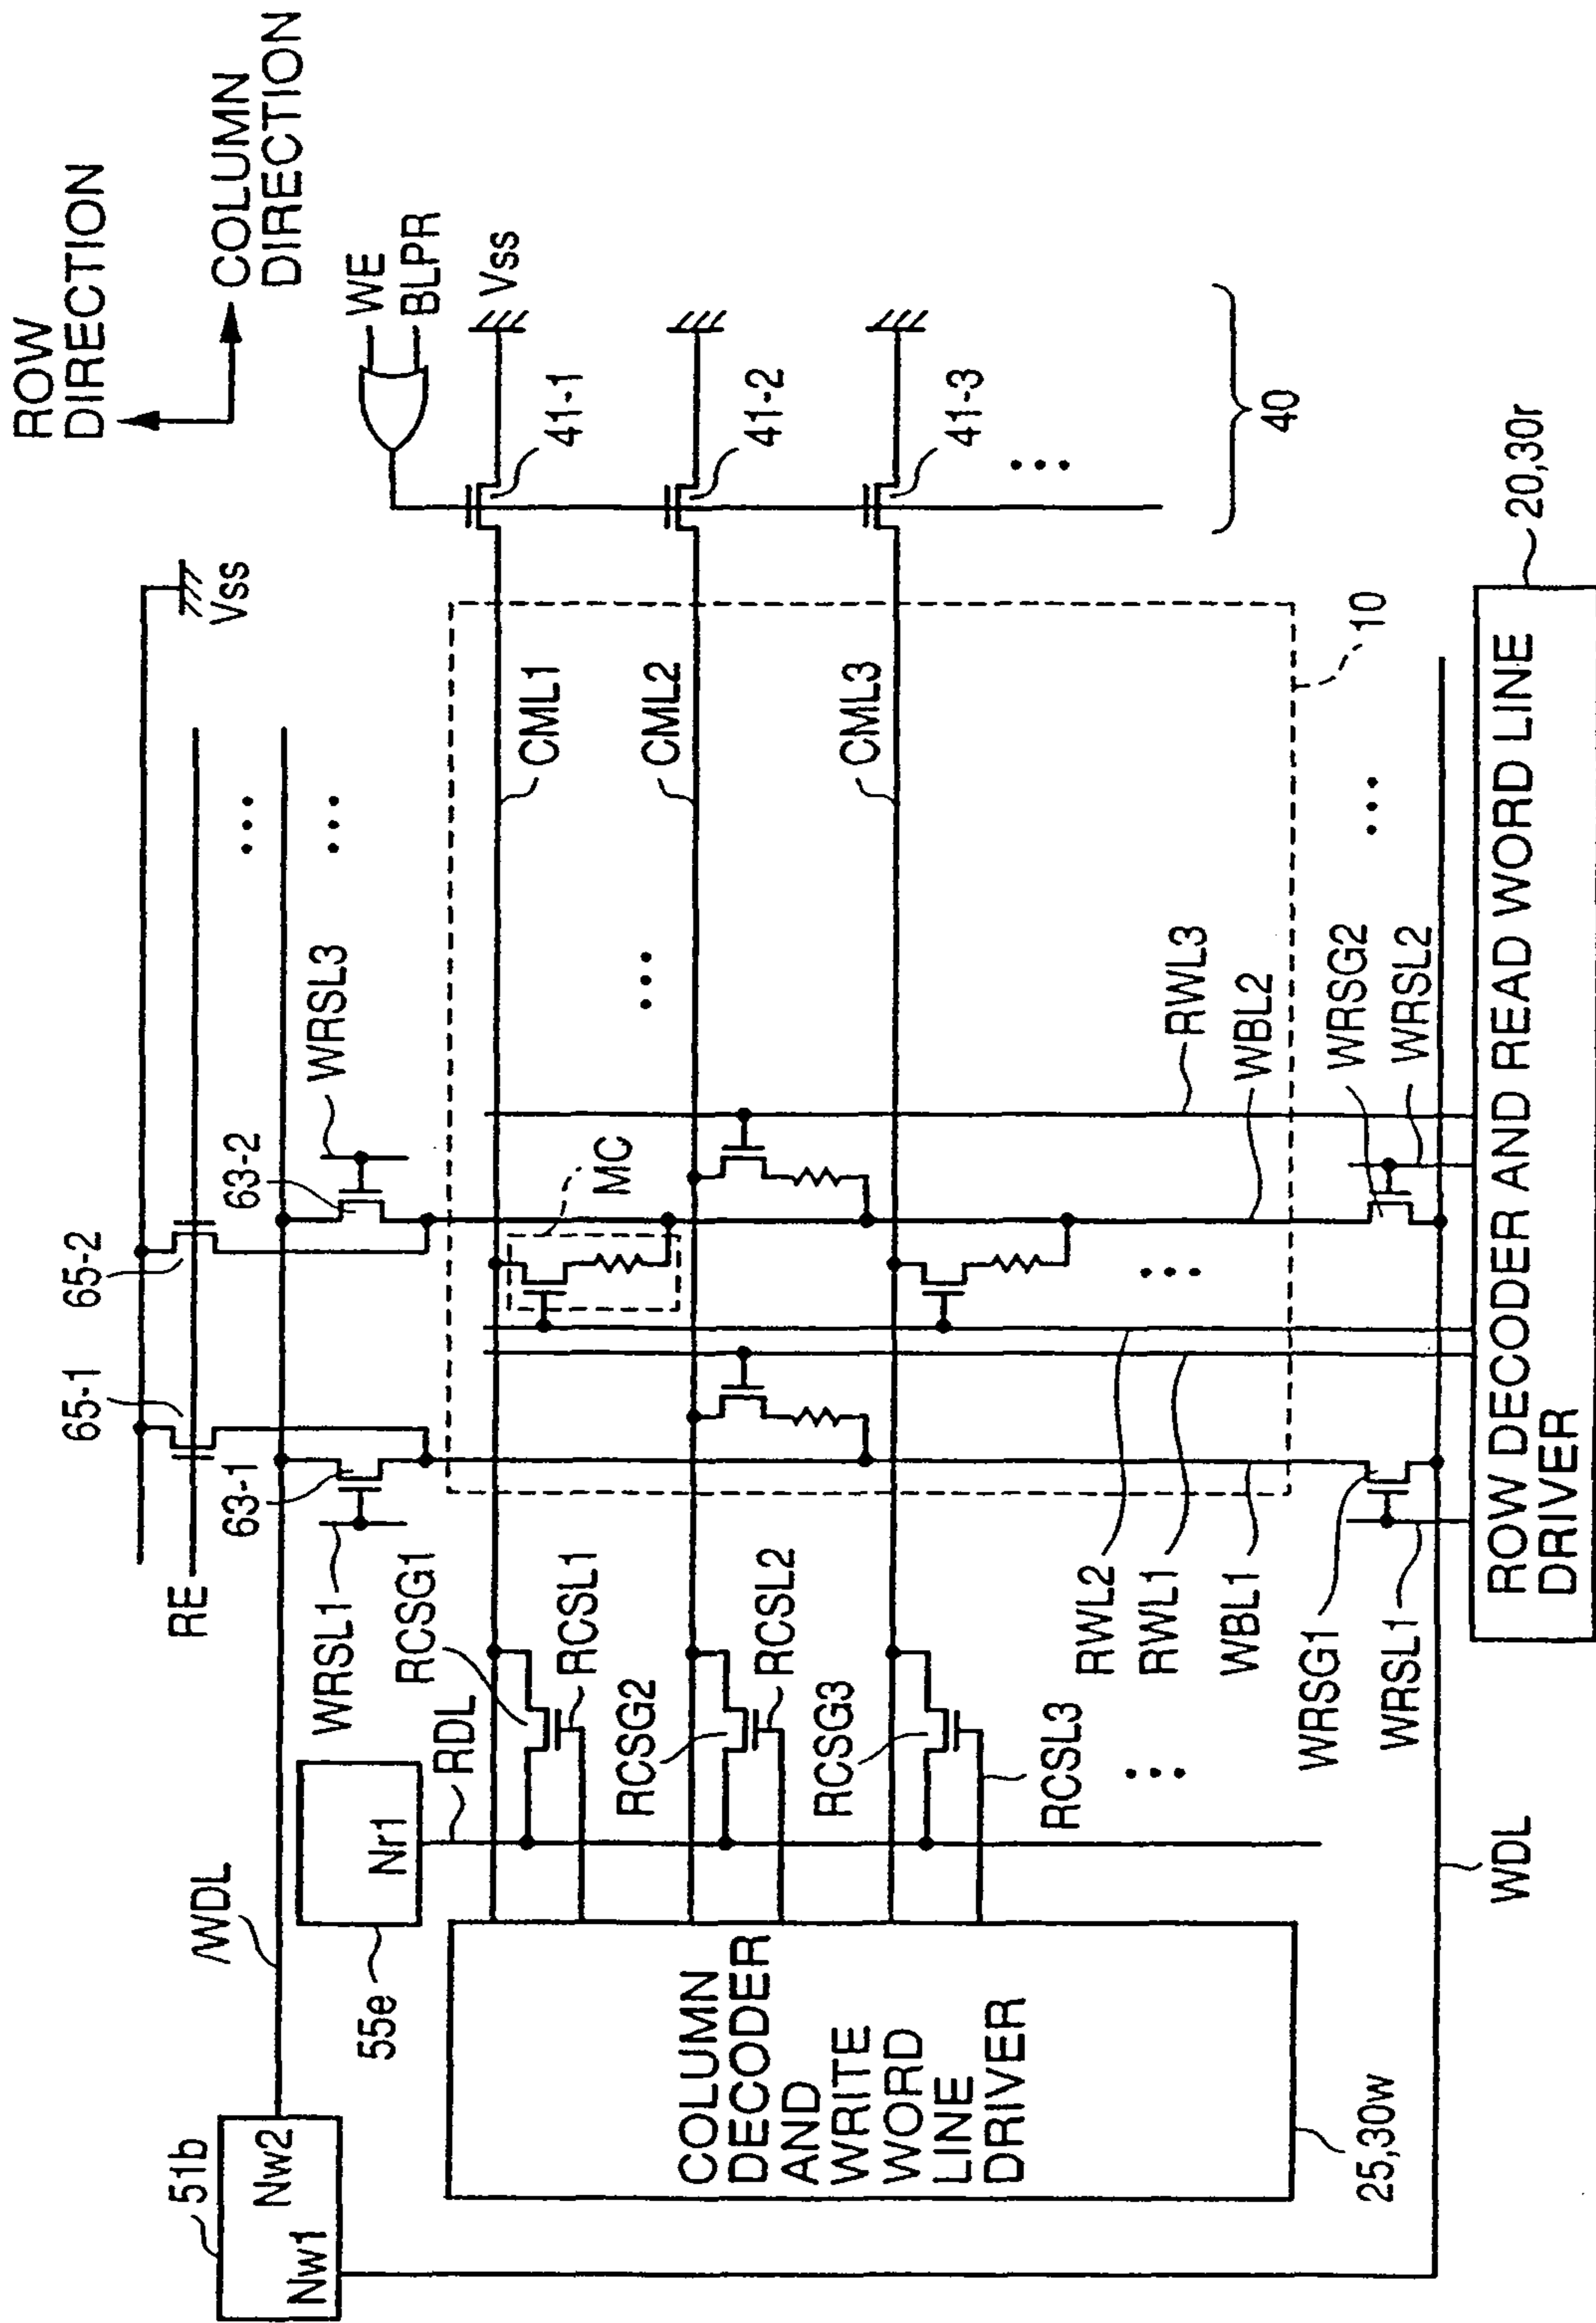 ROW
DIRECTION
COLUMN
DIRECTION
51b
Nw2
Nw1
/WDL
55e
Nr1
RDL
RE
65-1
65-2
Vss
63-1
63-2
WRSL1
WRSL3
WE
BLPR
Vss
RCSG1
RCSL1
RCSG2
RCSL2
RCSG3
RCSL3
CML1
CML2
CML3
MC
41-1
41-2
41-3
40
10
COLUMN
DECODER
AND
WRITE
WORD
LINE
DRIVER
25,30w
RWL2
RWL1
WBL1
RWL3
WBL2
WRSG1
WRSL1
WRSG2
WRSL2
WDL
ROW DECODER AND READ WORD LINE
DRIVER
20,30r